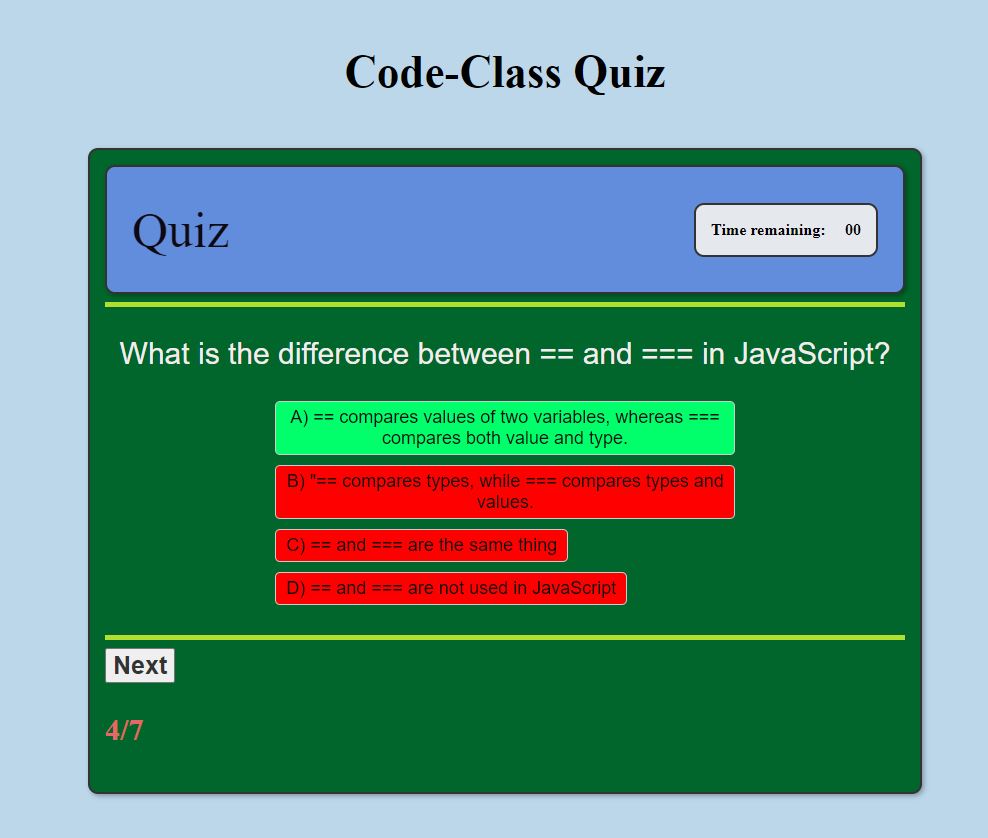 Code-Class Quiz
Quiz
Time remaining: 00
What is the difference between == and === in JavaScript?
A) == compares values of two variables, whereas ===
compares both value and type.
B) "== compares types, while === compares types and
values.
C) == and === are the same thing
D) == and === are not used in JavaScript
Next
4/7